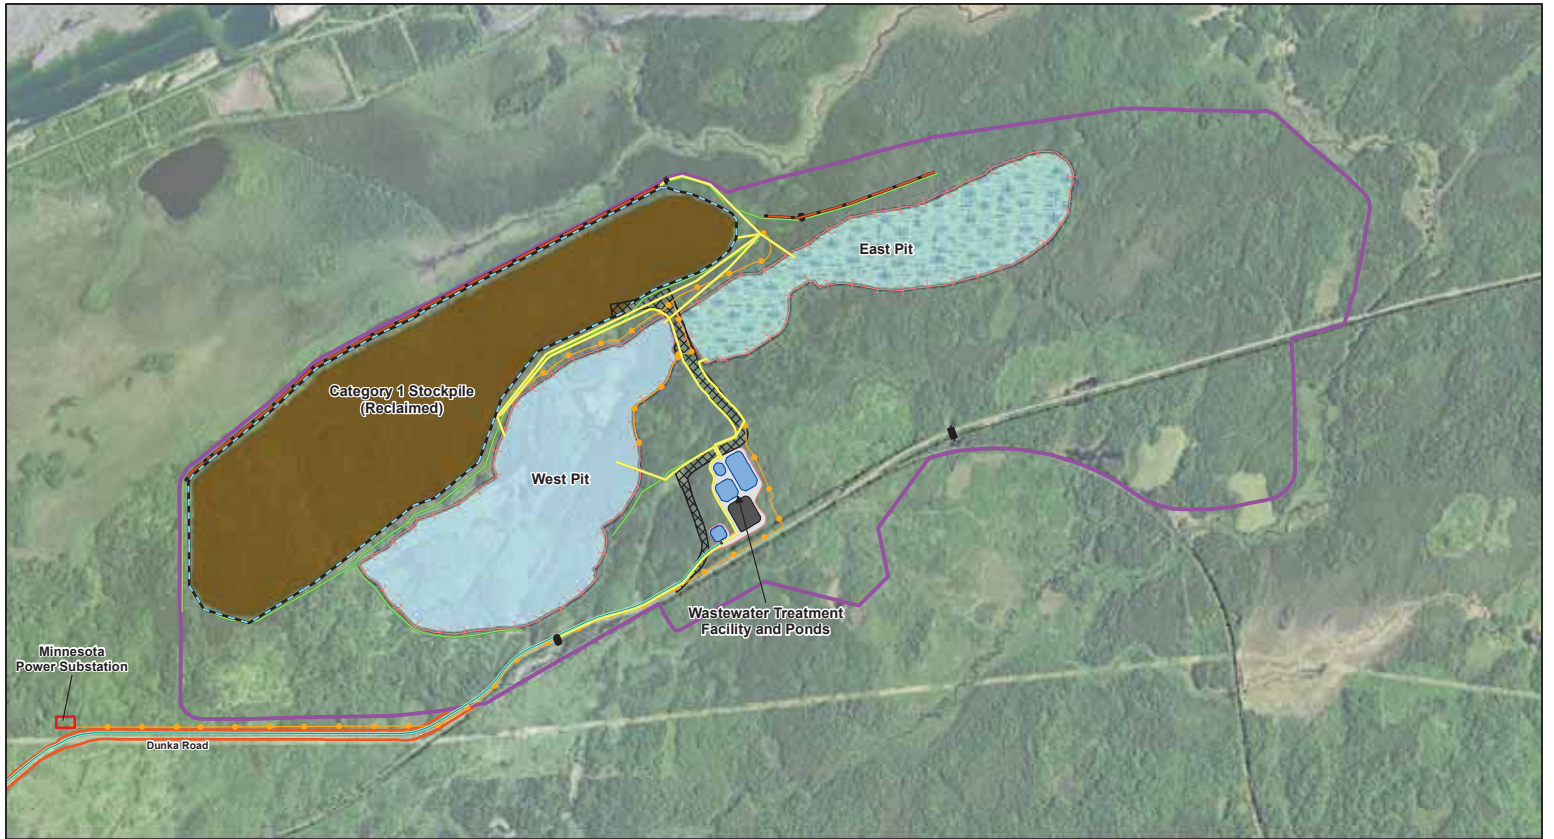 East Pit
Category 1 Stockpile
(Reclaimed)
West Pit
Wastewater Treatment
Facility and Ponds
Minnesota
Power Substation
Dunka Road